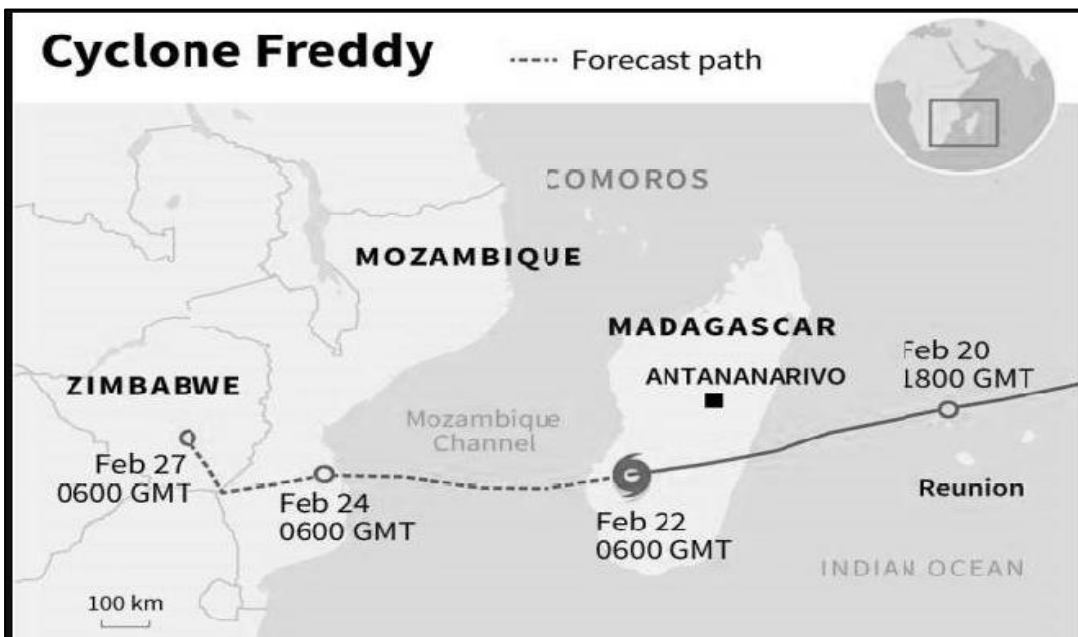 Cyclone Freddy
Forecast path
COMOROS
MOZAMBIQUE
MADAGASCAR
Feb 20
1800 GMT
ZIMBABWE
ANTANANARIVO
Mozambique
Channel
Feb 27
0600 GMT
Feb 24
0600 GMT
Feb 22
0600 GMT
Reunion
INDIAN OCEAN
100 km